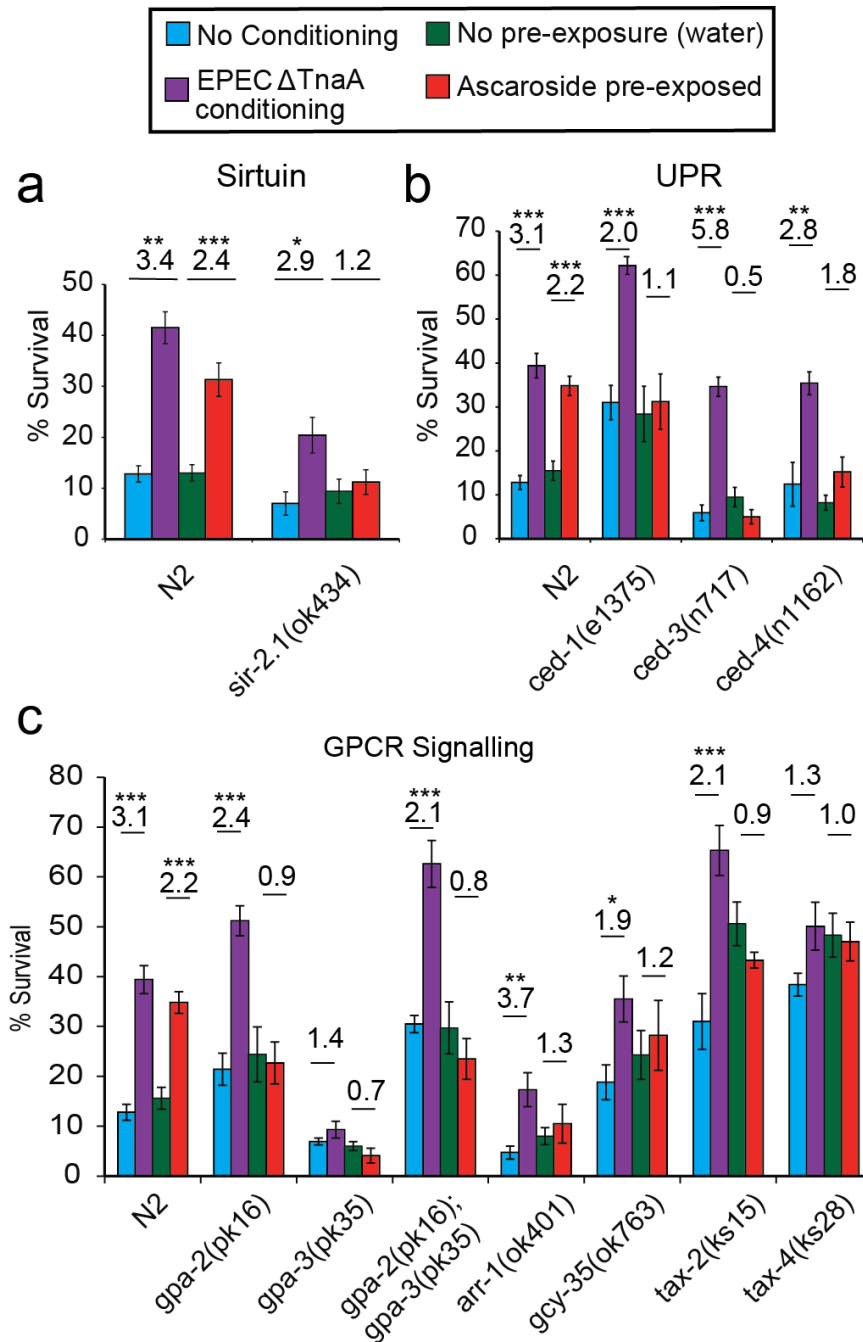 No Conditioning
No pre-exposure (water)
EPEC ΔTnaA
conditioning
Ascaroside pre-exposed
a
Sirtuin
** *** *
3.4 2.4 2.9 1.2
% Survival
50
40
30
20
10
0
N2
sir-2.1(ok434)
b
UPR
*** *** *** **
3.1 2.0 5.8 2.8
***
2.2 1.1 0.5 1.8
% Survival
70
60
50
40
30
20
10
0
N2
ced-1(e1375)
ced-3(n717)
ced-4(n1162)
c
GPCR Signalling
*** *** *** *** 
3.1 2.4 2.1 2.1 1.3
***
2.2 0.9 0.8 0.9 1.0
* 
1.9 1.2
**
3.7 1.3
1.4 0.7
% Survival
80
70
60
50
40
30
20
10
0
N2
gpa-2(pk16)
gpa-3(pk35)
gpa-2(pk16);
gpa-3(pk35)
arr-1(ok401)
gcy-35(ok763)
tax-2(ks15)
tax-4(ks28)